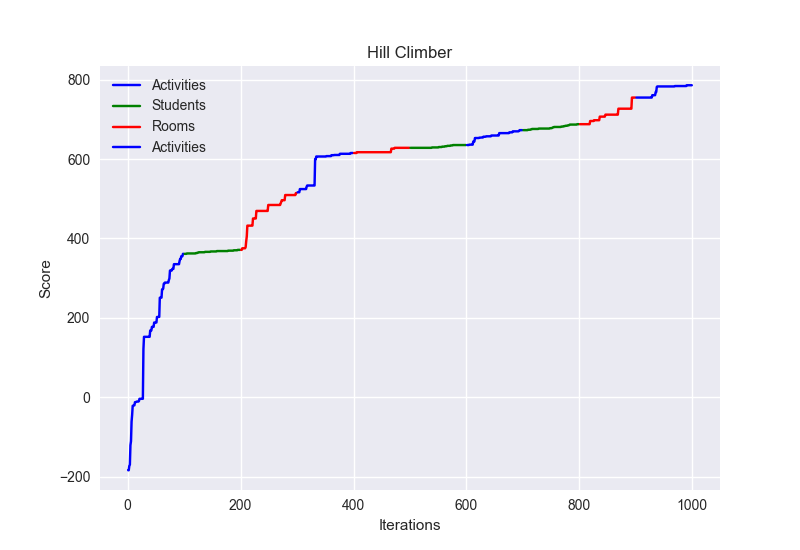 Hill Climber
Activities
Students
Rooms
Activities
800
600
400
200
0
−200
Score
0 200 400 600 800 1000
Iterations